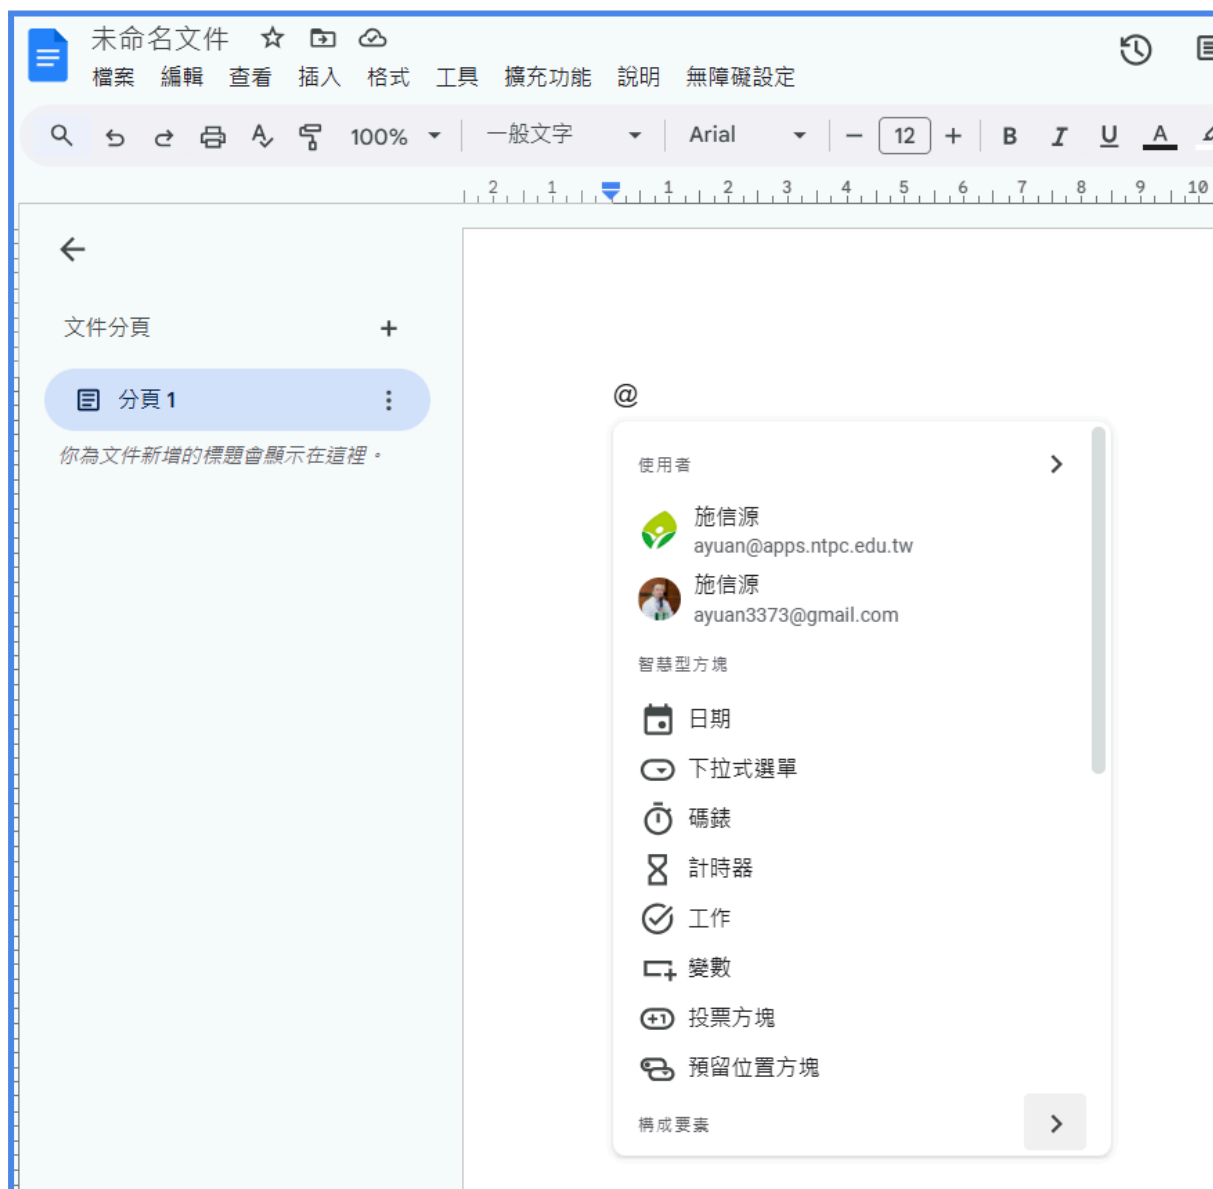 未命名文件
檔案 編輯 查看 插入 格式 工具 擴充功能 說明 無障礙設定
100% 一般文字 Arial 12 B I U A
2 1 1 2 3 4 5 6 7 8 9 10
文件分頁
分頁 1
你為文件新增的標題會顯示在這裡。
@
使用者
施信源
ayuan@apps.ntpc.edu.tw
施信源
ayuan3373@gmail.com
智慧型方塊
日期
下拉式選單
碼錶
計時器
工作
變數
+1 投票方塊
預留位置方塊
構成要素